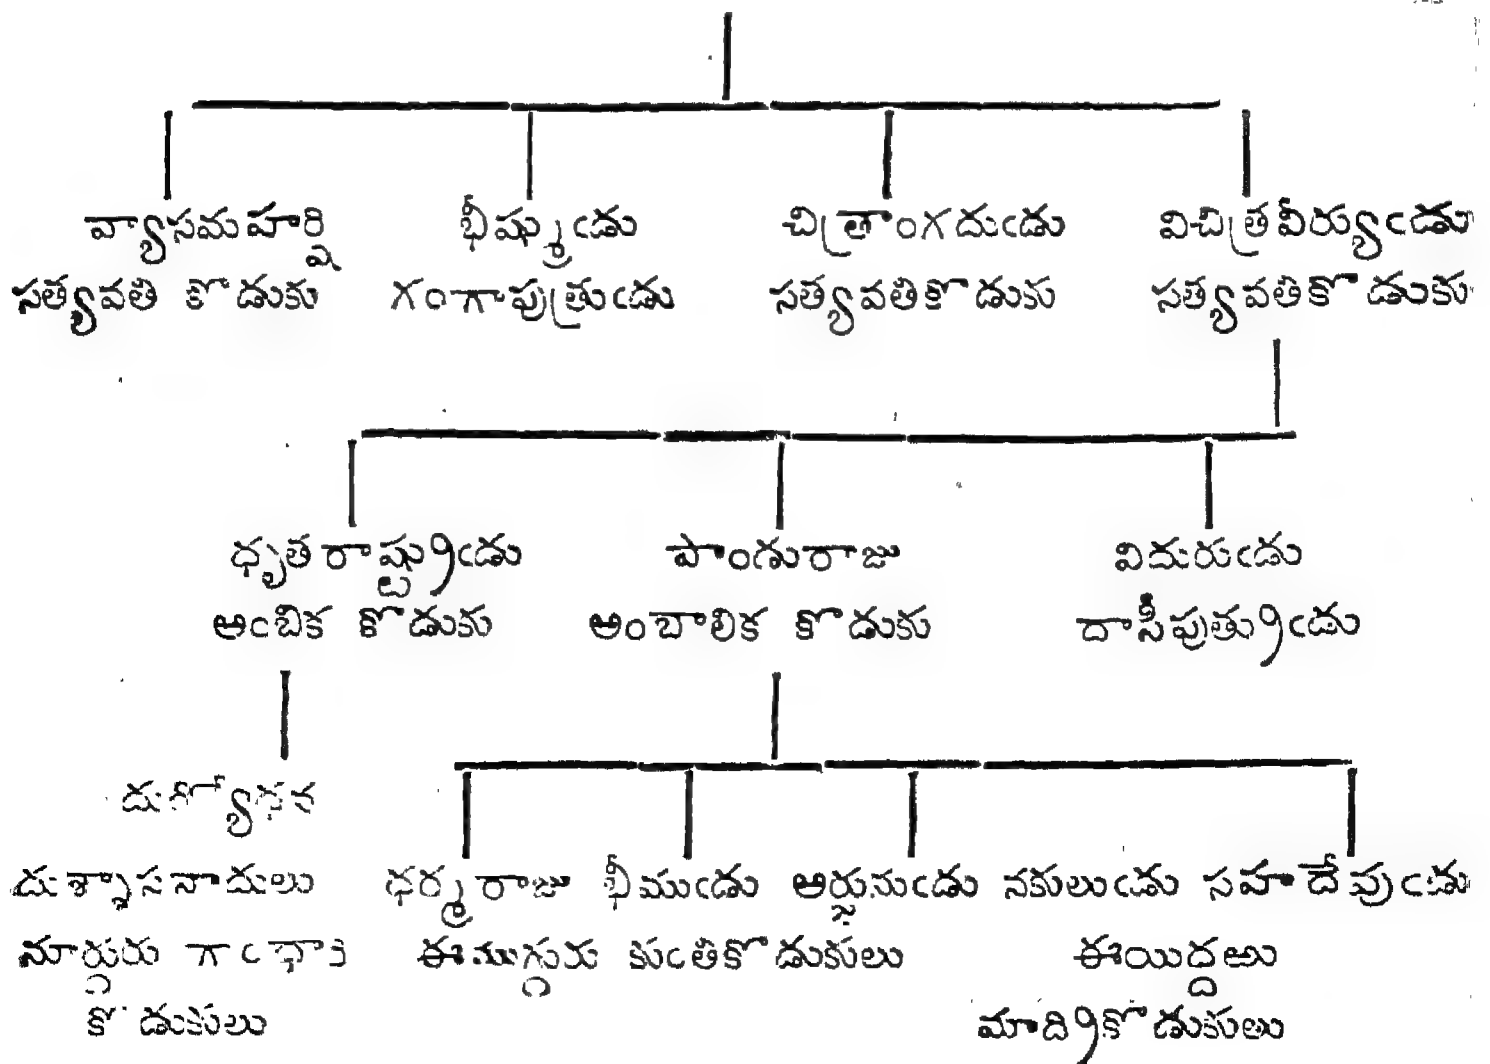 వ్యాసమహర్షి భీష్ముఁడు చిత్రాంగదుఁడు విచిత్రవీర్యుఁడు
సత్యవతి కొడుకు గంగాపుత్రుఁడు సత్యవతికొడుకు సత్యవతికొడుకు
ధృతరాష్ట్రుఁడు పాండురాజు విదురుఁడు
అంబిక కొడుకు అంబాలిక కొడుకు దాసీపుత్రుఁడు
దుర్యోధన
దుశ్శాసనాదులు ధర్మరాజు భీముఁడు అర్జునుఁడు నకులుఁడు సహదేవుఁడు
నూర్గురు గాంధారి ఈముగ్గురు కుంతికొడుకులు ఈయిద్దఱు
కొడుకులు మాద్రికొడుకులు